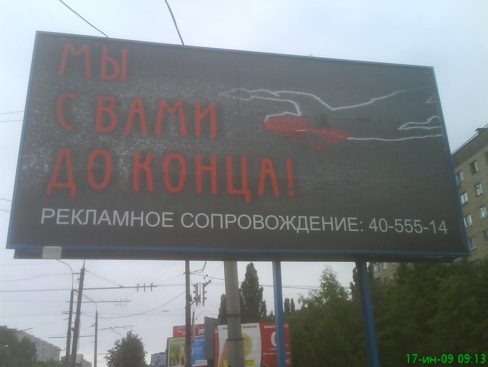 МЫ
С ВАМИ
ДО КОНЦА!
РЕКЛАМНОЕ СОПРОВОЖДЕНИЕ: 40-555-14
17-ин-09 09:13